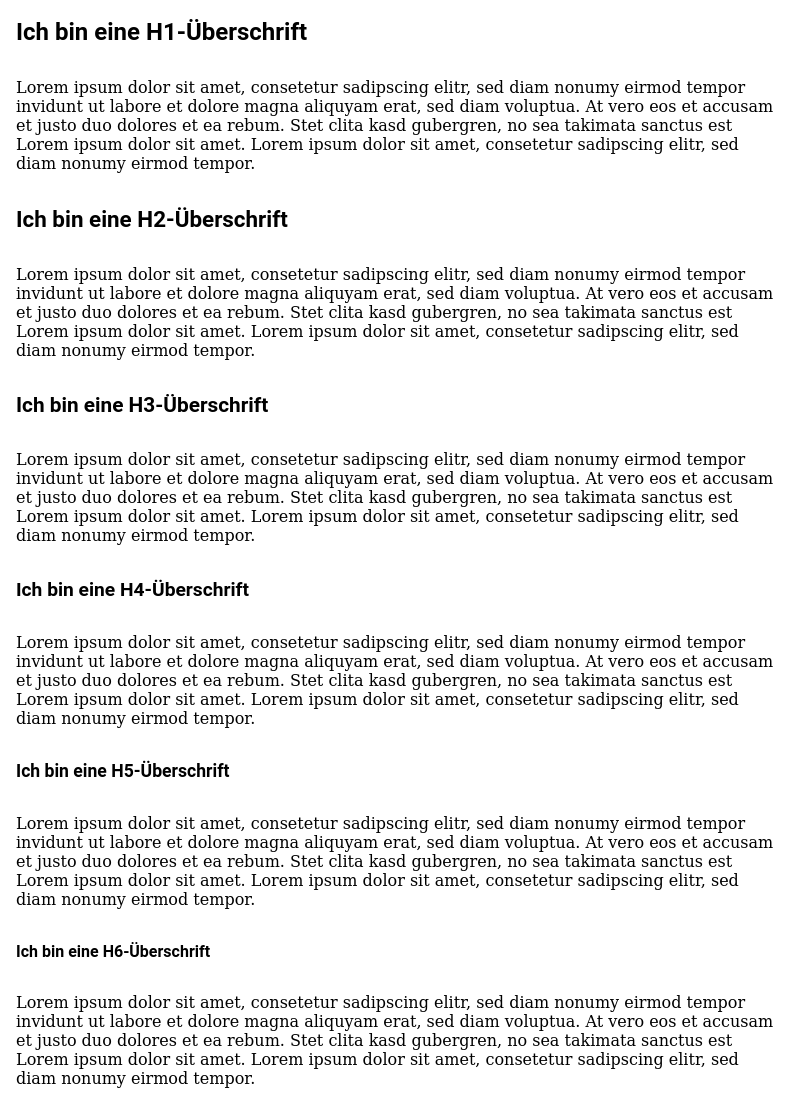 Ich bin eine H1-Überschrift
Lorem ipsum dolor sit amet, consetetur sadipscing elitr, sed diam nonumy eirmod tempor
invidunt ut labore et dolore magna aliquyam erat, sed diam voluptua. At vero eos et accusam
et justo duo dolores et ea rebum. Stet clita kasd gubergren, no sea takimata sanctus est
Lorem ipsum dolor sit amet. Lorem ipsum dolor sit amet, consetetur sadipscing elitr, sed
diam nonumy eirmod tempor.
Ich bin eine H2-Überschrift
Lorem ipsum dolor sit amet, consetetur sadipscing elitr, sed diam nonumy eirmod tempor
invidunt ut labore et dolore magna aliquyam erat, sed diam voluptua. At vero eos et accusam
et justo duo dolores et ea rebum. Stet clita kasd gubergren, no sea takimata sanctus est
Lorem ipsum dolor sit amet. Lorem ipsum dolor sit amet, consetetur sadipscing elitr, sed
diam nonumy eirmod tempor.
Ich bin eine H3-Überschrift
Lorem ipsum dolor sit amet, consetetur sadipscing elitr, sed diam nonumy eirmod tempor
invidunt ut labore et dolore magna aliquyam erat, sed diam voluptua. At vero eos et accusam
et justo duo dolores et ea rebum. Stet clita kasd gubergren, no sea takimata sanctus est
Lorem ipsum dolor sit amet. Lorem ipsum dolor sit amet, consetetur sadipscing elitr, sed
diam nonumy eirmod tempor.
Ich bin eine H4-Überschrift
Lorem ipsum dolor sit amet, consetetur sadipscing elitr, sed diam nonumy eirmod tempor
invidunt ut labore et dolore magna aliquyam erat, sed diam voluptua. At vero eos et accusam
et justo duo dolores et ea rebum. Stet clita kasd gubergren, no sea takimata sanctus est
Lorem ipsum dolor sit amet. Lorem ipsum dolor sit amet, consetetur sadipscing elitr, sed
diam nonumy eirmod tempor.
Ich bin eine H5-Überschrift
Lorem ipsum dolor sit amet, consetetur sadipscing elitr, sed diam nonumy eirmod tempor
invidunt ut labore et dolore magna aliquyam erat, sed diam voluptua. At vero eos et accusam
et justo duo dolores et ea rebum. Stet clita kasd gubergren, no sea takimata sanctus est
Lorem ipsum dolor sit amet. Lorem ipsum dolor sit amet, consetetur sadipscing elitr, sed
diam nonumy eirmod tempor.
Ich bin eine H6-Überschrift
Lorem ipsum dolor sit amet, consetetur sadipscing elitr, sed diam nonumy eirmod tempor
invidunt ut labore et dolore magna aliquyam erat, sed diam voluptua. At vero eos et accusam
et justo duo dolores et ea rebum. Stet clita kasd gubergren, no sea takimata sanctus est
Lorem ipsum dolor sit amet. Lorem ipsum dolor sit amet, consetetur sadipscing elitr, sed
diam nonumy eirmod tempor.